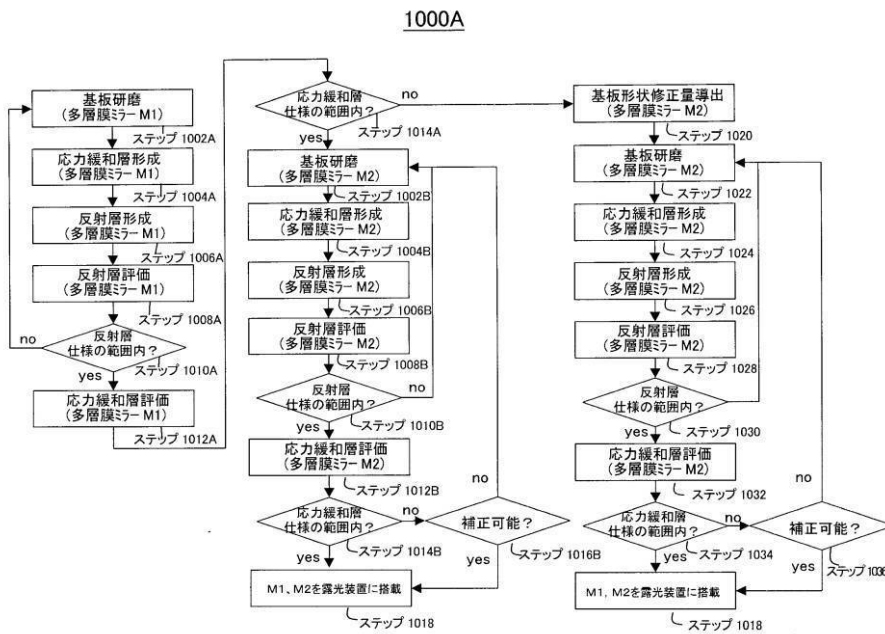 1000A
基板研磨
(多層膜ミラー M1)
ステップ 1002A
応力緩和層形成
(多層膜ミラー M1)
ステップ 1004A
反射層形成
(多層膜ミラー M1)
ステップ 1006A
反射層評価
(多層膜ミラー M1)
ステップ 1008A
反射層
仕様の範囲内?
no
ステップ 1010A
yes
応力緩和層評価
(多層膜ミラー M1)
ステップ 1012A
応力緩和層
仕様の範囲内?
no
ステップ 1014A
yes
基板研磨
(多層膜ミラー M2)
ステップ 1002B
応力緩和層形成
(多層膜ミラー M2)
ステップ 1004B
反射層形成
(多層膜ミラー M2)
ステップ 1006B
反射層評価
(多層膜ミラー M2)
ステップ 1008B
反射層
仕様の範囲内?
no
ステップ 1010B
yes
応力緩和層評価
(多層膜ミラー M2)
ステップ 1012B
応力緩和層
仕様の範囲内?
no
ステップ 1014B
yes
no
補正可能?
ステップ 1016B
yes
M1、M2を露光装置に搭載
ステップ 1018
基板形状修正量導出
(多層膜ミラー M2)
ステップ 1020
基板研磨
(多層膜ミラー M2)
ステップ 1022
応力緩和層形成
(多層膜ミラー M2)
ステップ 1024
反射層形成
(多層膜ミラー M2)
ステップ 1026
反射層評価
(多層膜ミラー M2)
ステップ 1028
反射層
仕様の範囲内?
ステップ 1030
yes
応力緩和層評価
(多層膜ミラー M2)
ステップ 1032
応力緩和層
仕様の範囲内?
no
ステップ 1034
yes
no
補正可能?
ステップ 1036
yes
M1, M2を露光装置に搭載
ステップ 1018